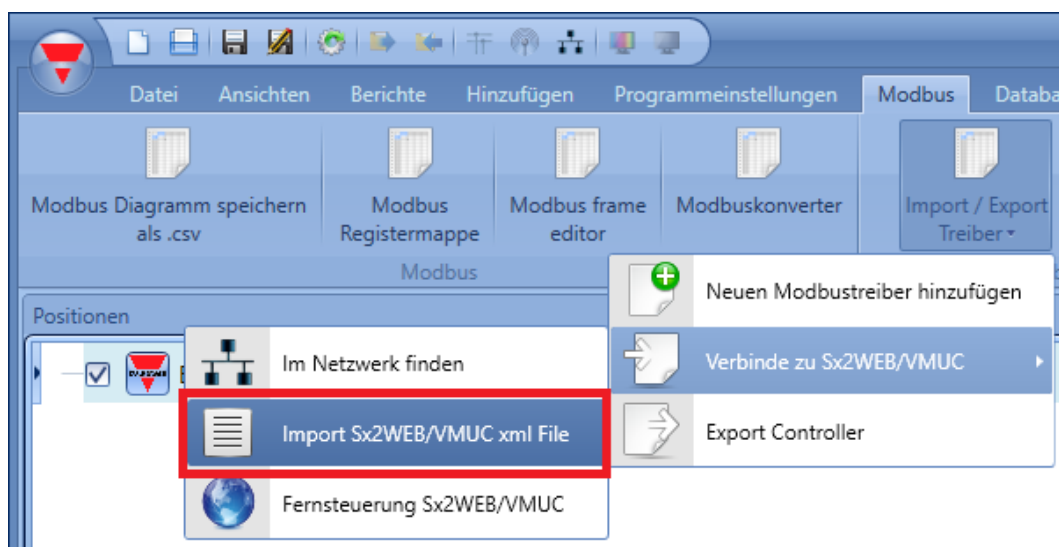 Datei Ansichten Berichte Hinzufügen Programmeinstellungen Modbus
Modbus Diagramm speichern
als .csv
Modbus
Registermappe
Modbus frame
editor
Modbuskonverter
Import / Export
Treiber
Modbus
Neuen Modbustreiber hinzufügen
Verbinde zu Sx2WEB/VMUC
Export Controller
Positionen
Im Netzwerk finden
Import Sx2WEB/VMUC xml File
Fernsteuerung Sx2WEB/VMUC